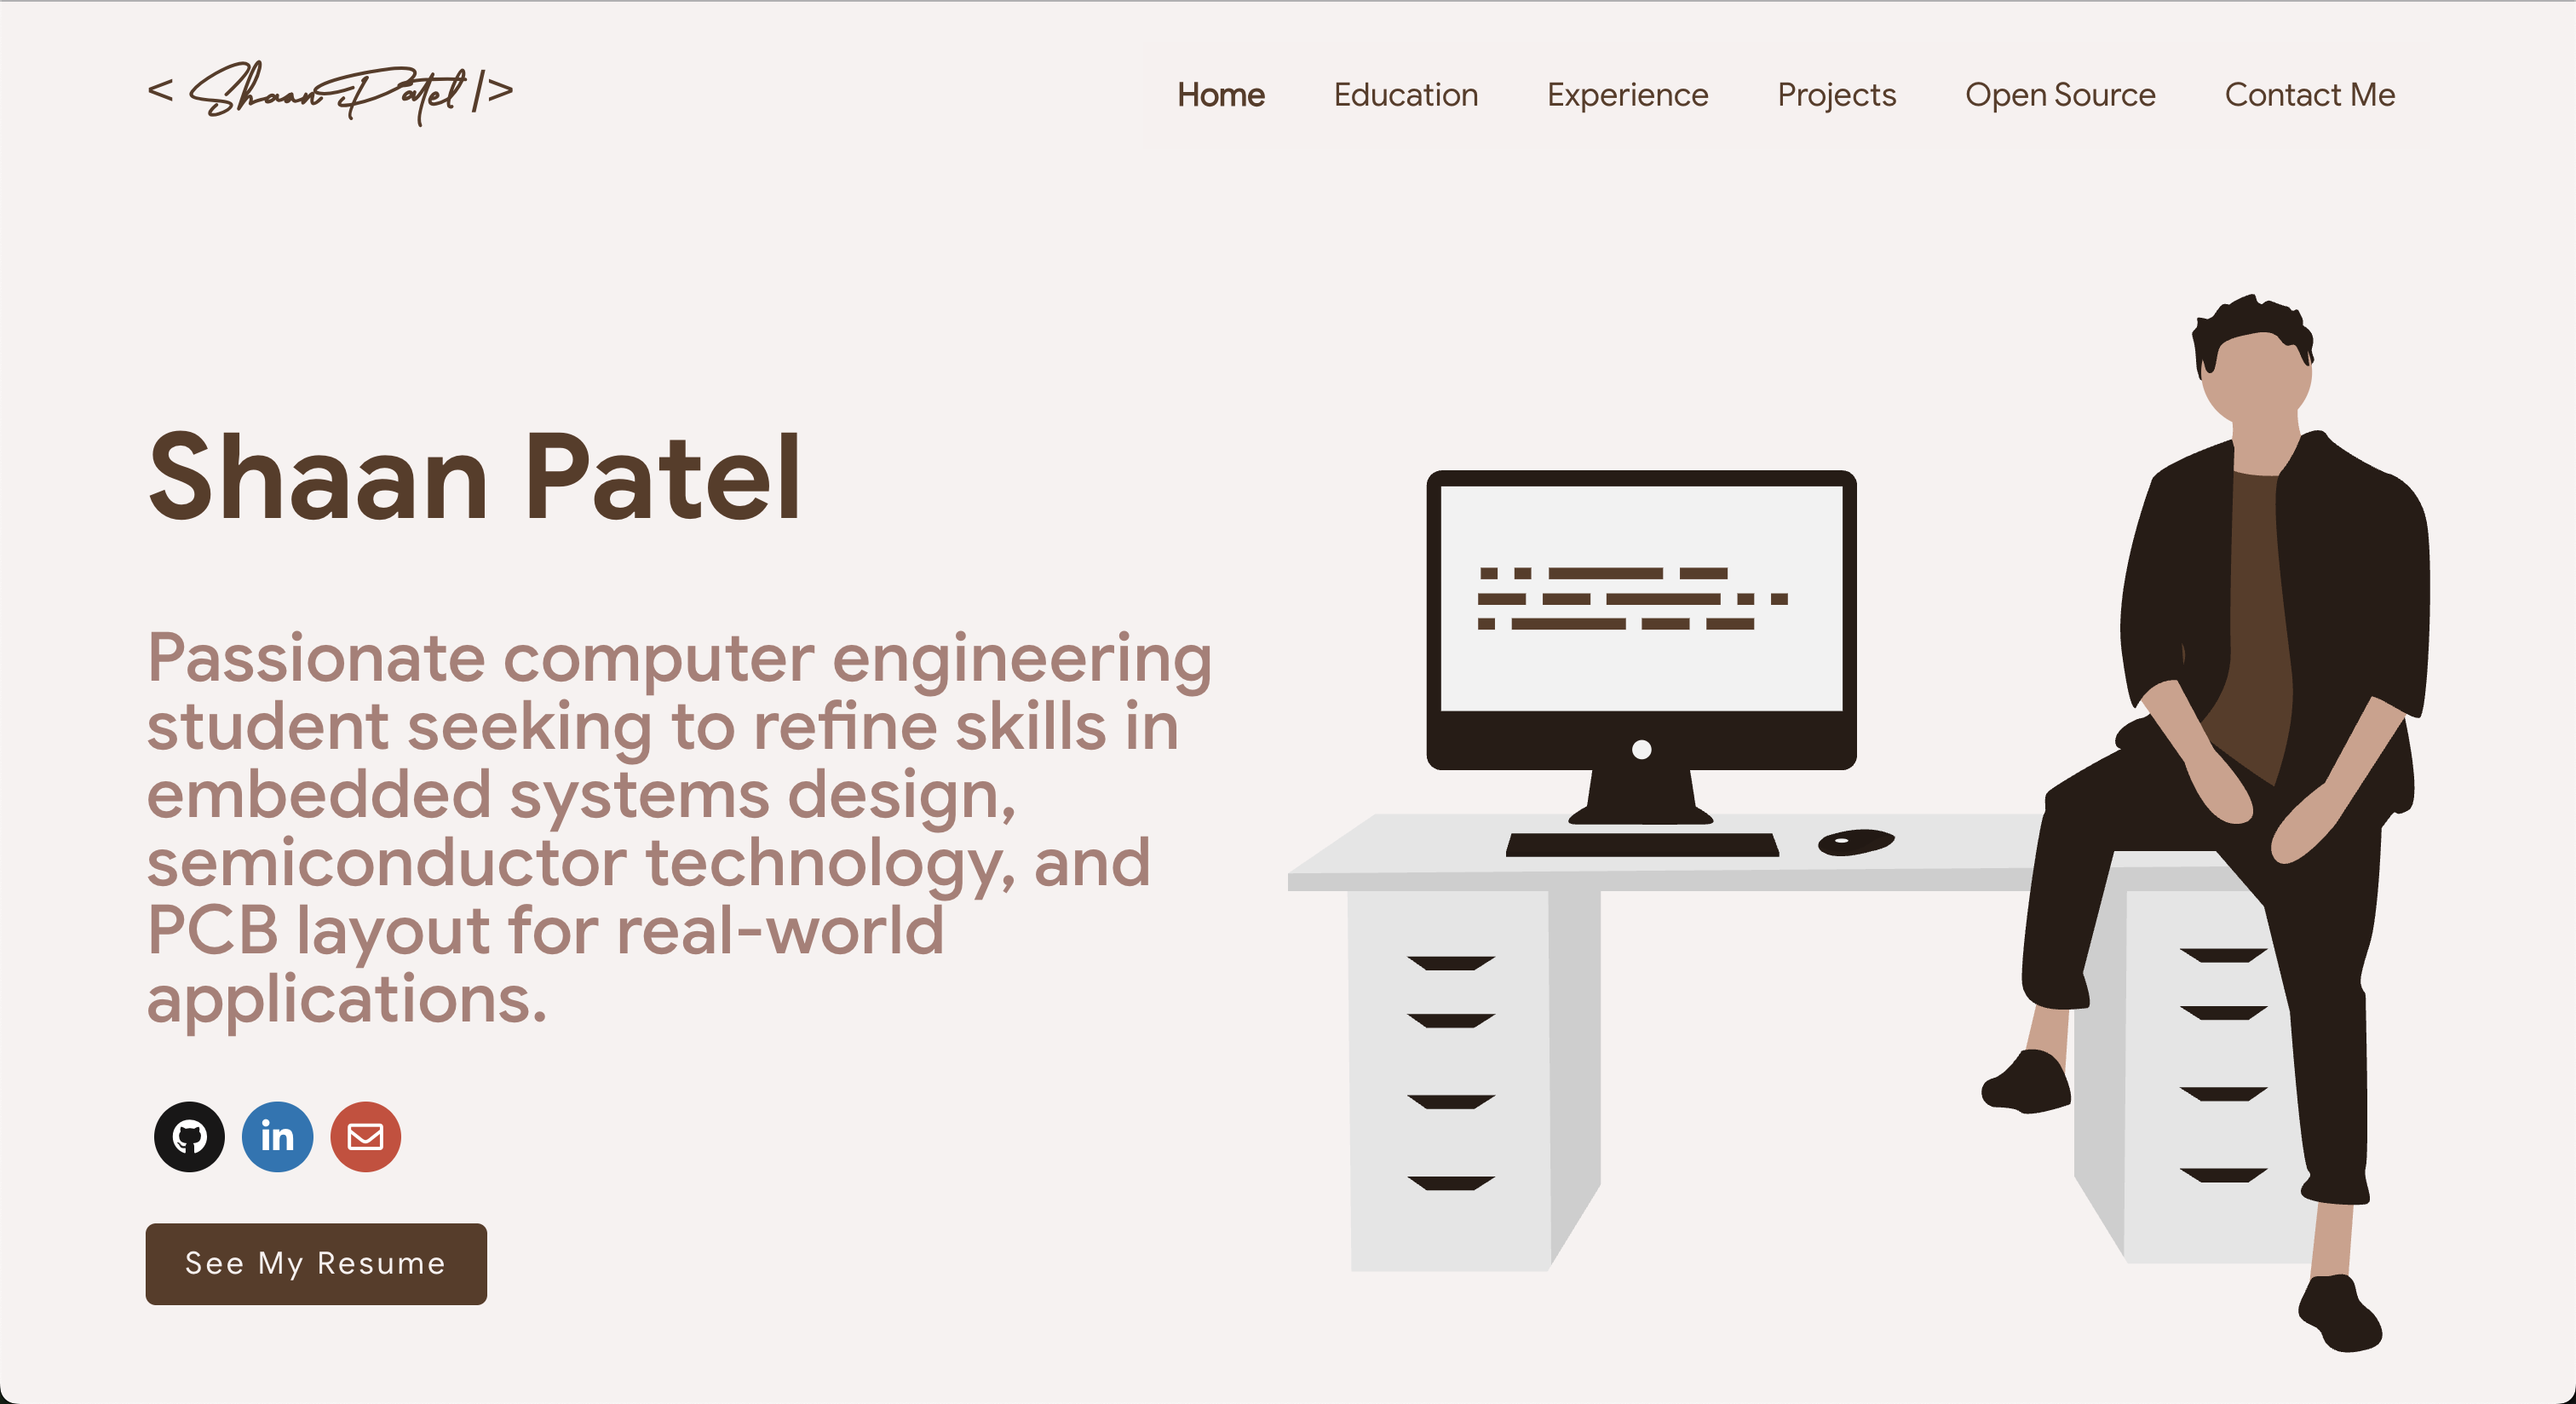 < Shaan Patel />
Home Education Experience Projects Open Source Contact Me
Shaan Patel
Passionate computer engineering
student seeking to refine skills in
embedded systems design,
semiconductor technology, and
PCB layout for real-world
applications.
in
See My Resume